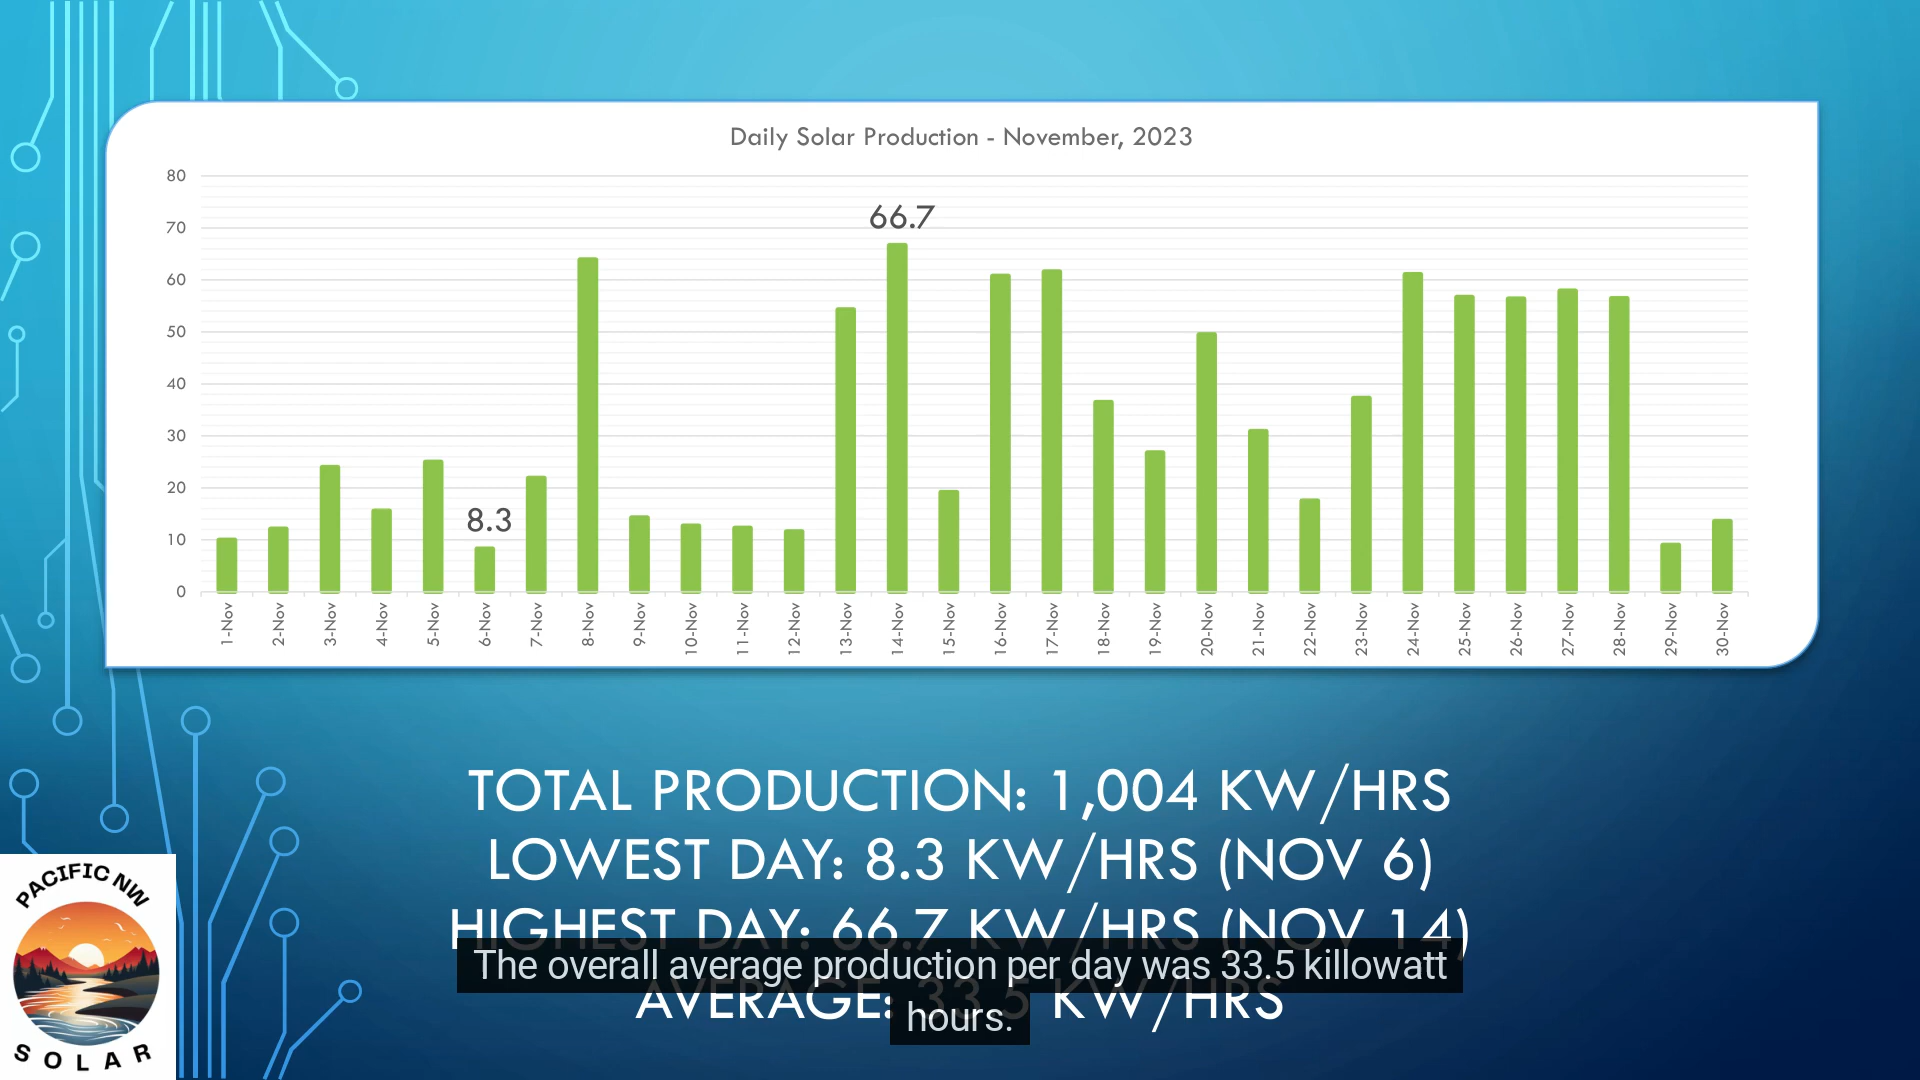 Daily Solar Production - November, 2023
80
70
60
50
40
30
20
10
0
66.7
8.3
1-Nov
2-Nov
3-Nov
4-Nov
5-Nov
6-Nov
7-Nov
8-Nov
9-Nov
10-Nov
11-Nov
12-Nov
13-Nov
14-Nov
15-Nov
16-Nov
17-Nov
18-Nov
19-Nov
20-Nov
21-Nov
22-Nov
23-Nov
24-Nov
25-Nov
26-Nov
27-Nov
28-Nov
29-Nov
30-Nov
TOTAL PRODUCTION: 1,004 KW/HRS
LOWEST DAY: 8.3 KW/HRS (NOV 6)
HIGHEST DAY: 66.7 KW/HRS (NOV 14)
AVERAGE: 33.5 KW/HRS
The overall average production per day was 33.5 killowatt
hours.
PACIFIC NW
SOLAR